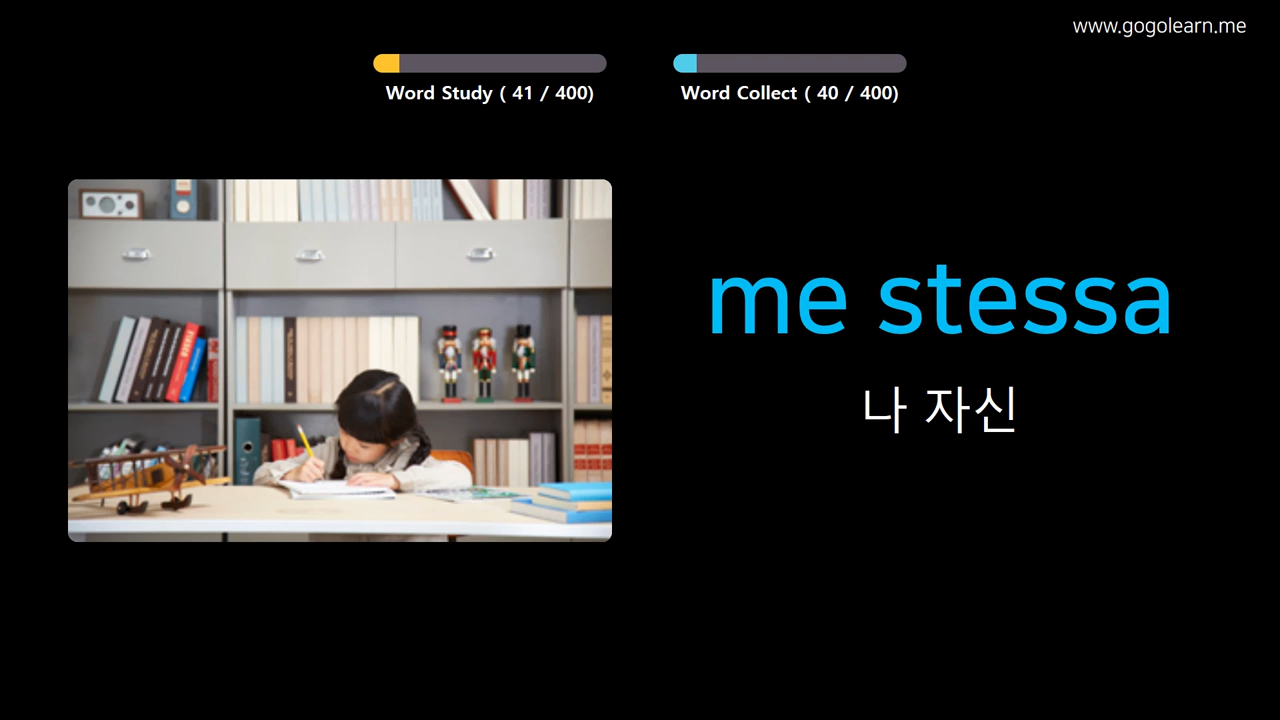 www.gogolearn.me
Word Study ( 41 / 400)
Word Collect ( 40 / 400)
me stessa
나 자신